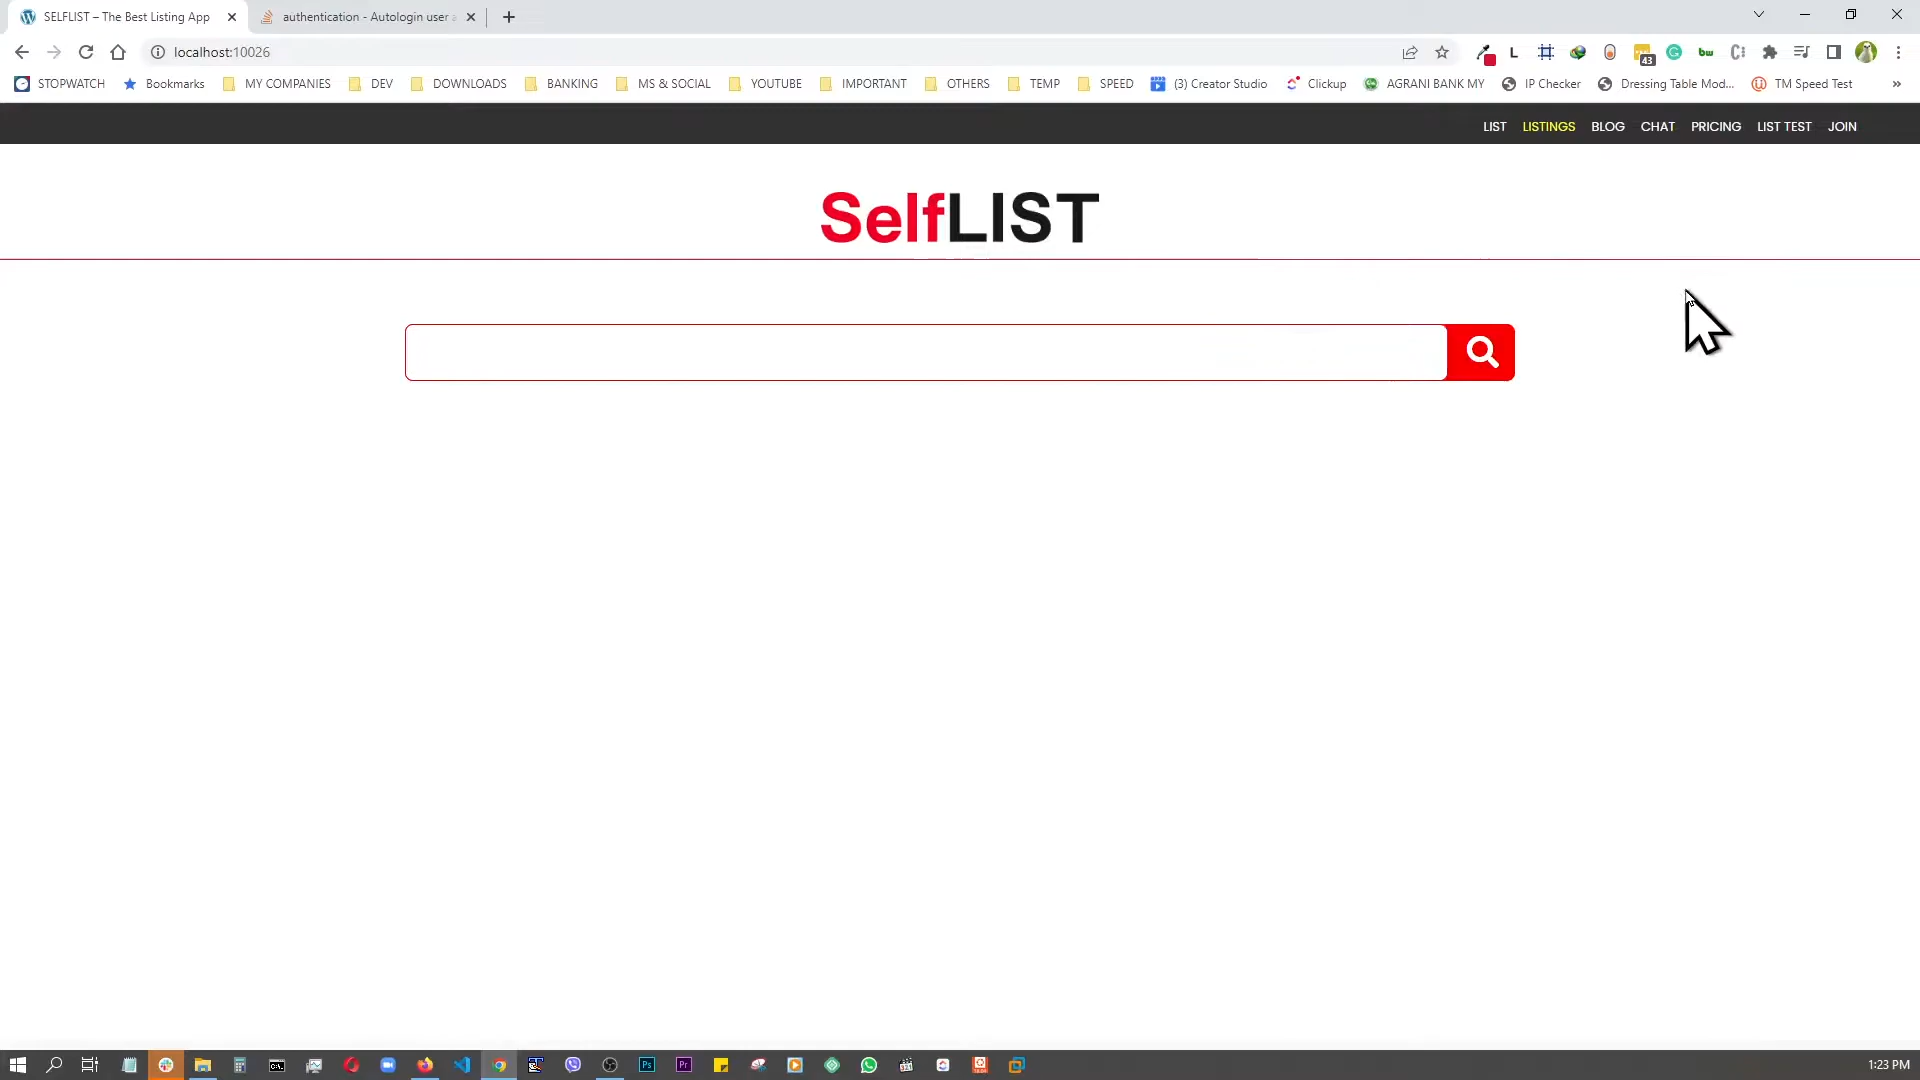 SELFLIST – The Best Listing App
authentication - Autologin user a
localhost:10026
43
STOPWATCH Bookmarks MY COMPANIES DEV DOWNLOADS BANKING MS & SOCIAL YOUTUBE IMPORTANT OTHERS TEMP SPEED (3) Creator Studio Clickup AGRANI BANK MY IP Checker Dressing Table Mod... TM Speed Test »
LIST LISTINGS BLOG CHAT PRICING LIST TEST JOIN
SelfLIST
1:23 PM